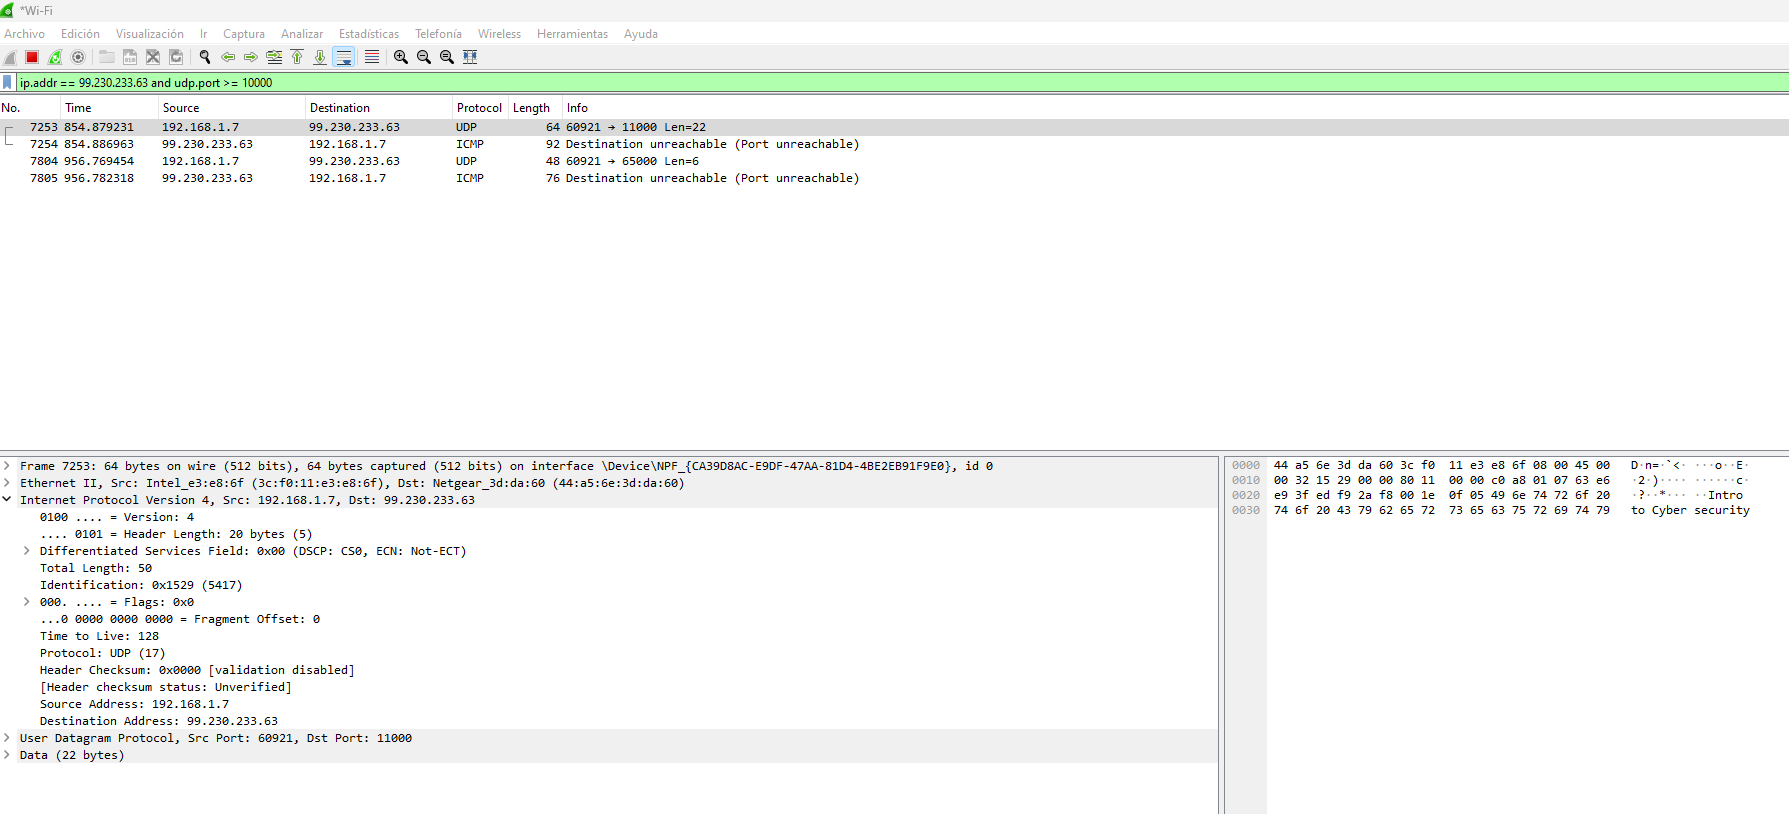 *Wi-Fi
Archivo Edición Visualización Ir Captura Analizar Estadísticas Telefonía Wireless Herramientas Ayuda
ip.addr == 99.230.233.63 and udp.port >= 10000
No. Time Source Destination Protocol Length Info
7253 854.879231 192.168.1.7 99.230.233.63 UDP 64 60921 → 11000 Len=22
7254 854.886963 99.230.233.63 192.168.1.7 ICMP 92 Destination unreachable (Port unreachable)
7804 956.769454 192.168.1.7 99.230.233.63 UDP 48 60921 → 65000 Len=6
7805 956.782318 99.230.233.63 192.168.1.7 ICMP 76 Destination unreachable (Port unreachable)
Frame 7253: 64 bytes on wire (512 bits), 64 bytes captured (512 bits) on interface \Device\NPF_{CA39D8AC-E9DF-47AA-81D4-4BE2EB91F9E0}, id 0
Ethernet II, Src: Intel_e3:e8:6f (3c:f0:11:e3:e8:6f), Dst: Netgear_3d:da:60 (44:a5:6e:3d:da:60)
Internet Protocol Version 4, Src: 192.168.1.7, Dst: 99.230.233.63
0100 .... = Version: 4
.... 0101 = Header Length: 20 bytes (5)
Differentiated Services Field: 0x00 (DSCP: CS0, ECN: Not-ECT)
Total Length: 50
Identification: 0x1529 (5417)
000. .... = Flags: 0x0
...0 0000 0000 0000 = Fragment Offset: 0
Time to Live: 128
Protocol: UDP (17)
Header Checksum: 0x0000 [validation disabled]
[Header checksum status: Unverified]
Source Address: 192.168.1.7
Destination Address: 99.230.233.63
User Datagram Protocol, Src Port: 60921, Dst Port: 11000
Data (22 bytes)
0000 44 a5 6e 3d da 60 3c f0 11 e3 e8 6f 08 00 45 00 D·n=·`<· ···o··E·
0010 00 32 15 29 00 00 80 11 00 00 c0 a8 01 07 63 e6 ·2·)···· ······c·
0020 e9 3f ed f9 2a f8 00 1e 0f 05 49 6e 74 72 6f 20 ·?··*··· ··Intro
0030 74 6f 20 43 79 62 65 72 73 65 63 75 72 69 74 79 to Cyber security